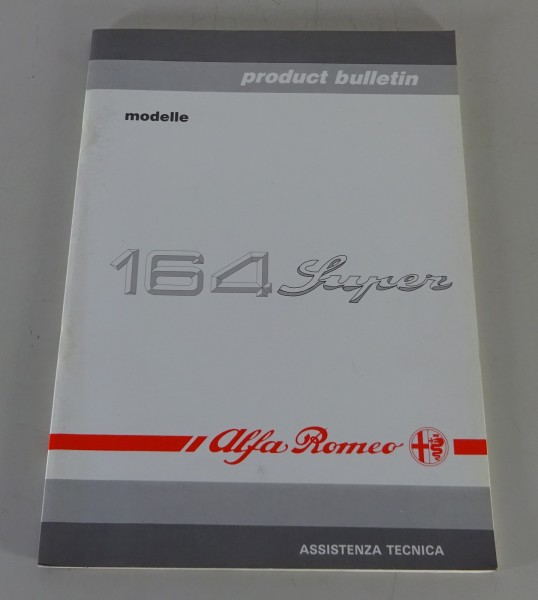 product bulletin
modelle
164 Super
Alfa Romeo
ASSISTENZA TECNICA